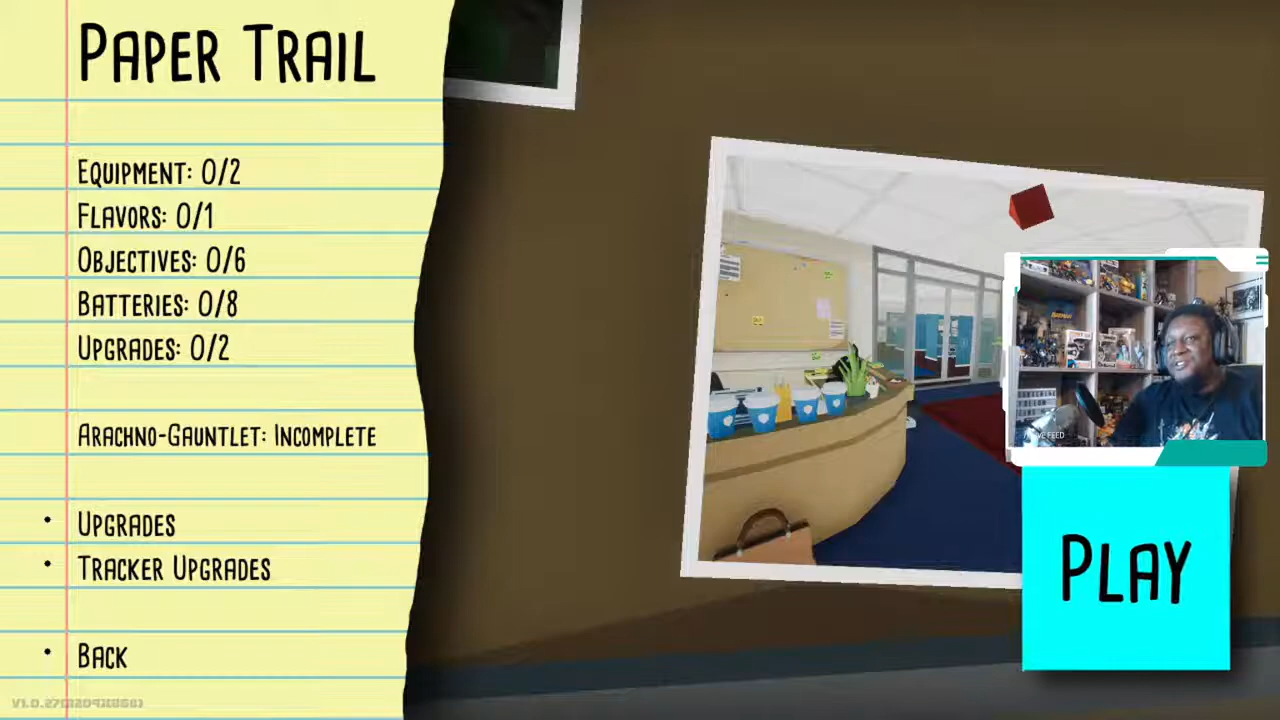 PAPER TRAIL
EQUIPMENT: 0/2
FLAVORS: 0/1
OBJECTIVES: 0/6
BATTERIES: 0/8
UPGRADES: 0/2
ARACHNO-GAUNTLET: INCOMPLETE
• UPGRADES
• TRACKER UPGRADES
• BACK
PLAY